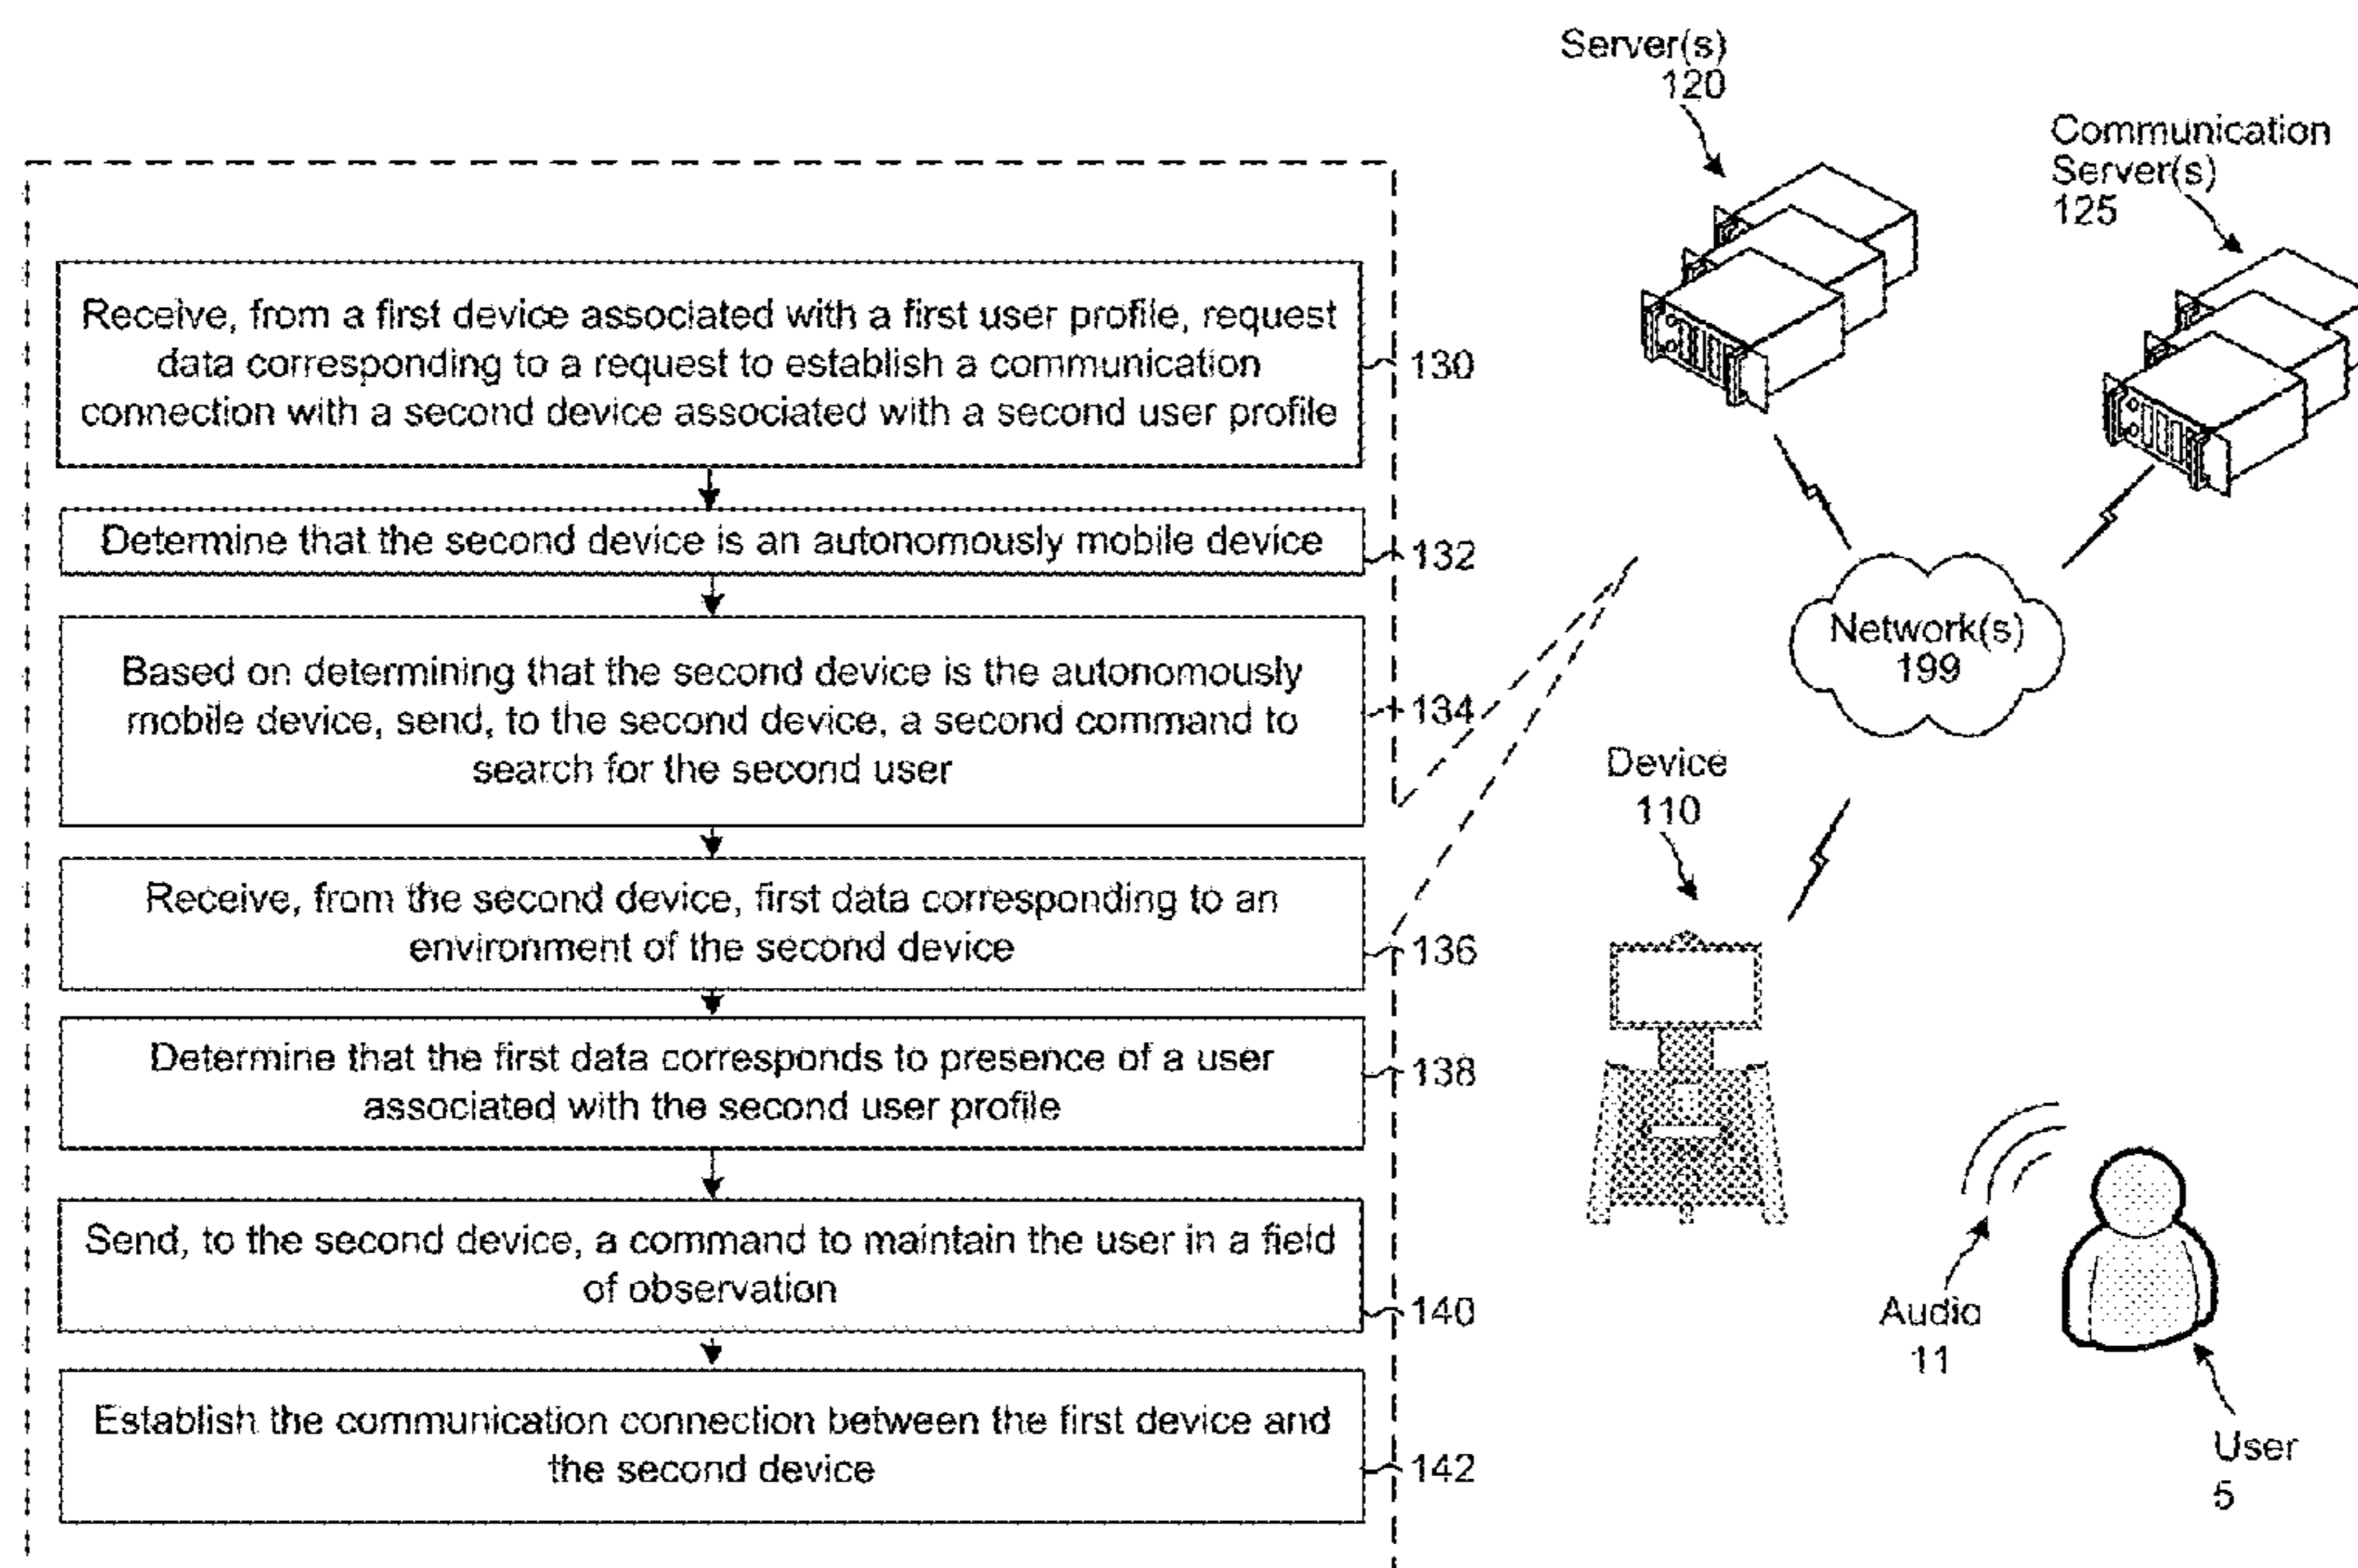 Server(s)
120
Communication
Server(s)
125
Receive, from a first device associated with a first user profile, request
data corresponding to a request to establish a communication
connection with a second device associated with a second user profile
130
Determine that the second device is an autonomously mobile device
132
Based on determining that the second device is the autonomously
mobile device, send, to the second device, a second command to
search for the second user
134
Receive, from the second device, first data corresponding to an
environment of the second device
136
Determine that the first data corresponds to presence of a user
associated with the second user profile
138
Send, to the second device, a command to maintain the user in a field
of observation
140
Establish the communication connection between the first device and
the second device
142
Network(s)
199
Device
110
Audio
11
User
5